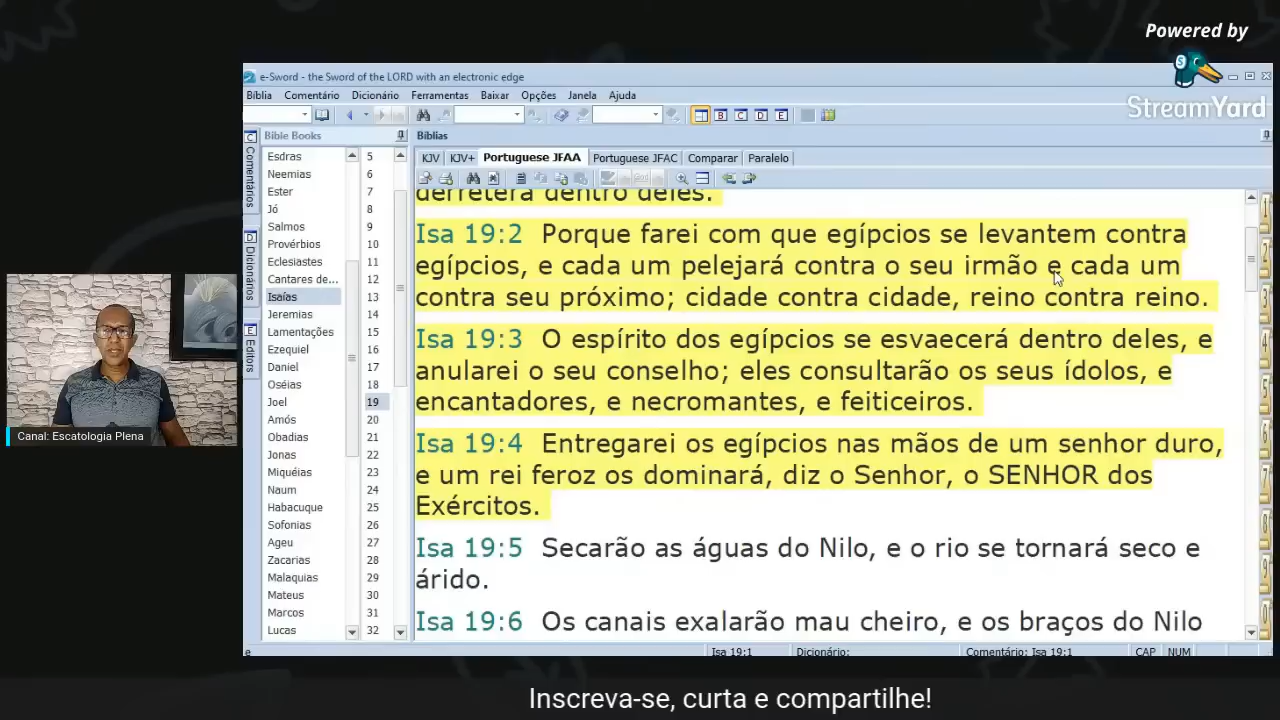 Powered by
StreamYard
e-Sword - the Sword of the LORD with an electronic edge
Bíblia Comentário Dicionário Ferramentas Baixar Opções Janela Ajuda
B C D E
Comentários
Dicionários
Editors
Bible Books
Bíblias
KJV KJV+ Portuguese JFAA Portuguese JFAC Comparar Paralelo
Esdras
Neemias
Ester
Jó
Salmos
Provérbios
Eclesiastes
Cantares de...
Isaías
Jeremias
Lamentações
Ezequiel
Daniel
Oséias
Joel
Amós
Obadias
Jonas
Miquéias
Naum
Habacuque
Sofonias
Ageu
Zacarias
Malaquias
Mateus
Marcos
Lucas
5
6
7
8
9
10
11
12
13
14
15
16
17
18
19
20
21
22
23
24
25
26
27
28
29
30
31
32
derreterá dentro deles.
Isa 19:2 Porque farei com que egípcios se levantem contra
egípcios, e cada um pelejará contra o seu irmão e cada um
contra seu próximo; cidade contra cidade, reino contra reino.
Isa 19:3 O espírito dos egípcios se esvaecerá dentro deles, e
anularei o seu conselho; eles consultarão os seus ídolos, e
encantadores, e necromantes, e feiticeiros.
Isa 19:4 Entregarei os egípcios nas mãos de um senhor duro,
e um rei feroz os dominará, diz o Senhor, o SENHOR dos
Exércitos.
Isa 19:5 Secarão as águas do Nilo, e o rio se tornará seco e
árido.
Isa 19:6 Os canais exalarão mau cheiro, e os braços do Nilo
e
Isa 19:1 Dicionário: Comentário: Isa 19:1 CAP NUM
Canal: Escatologia Plena
Inscreva-se, curta e compartilhe!